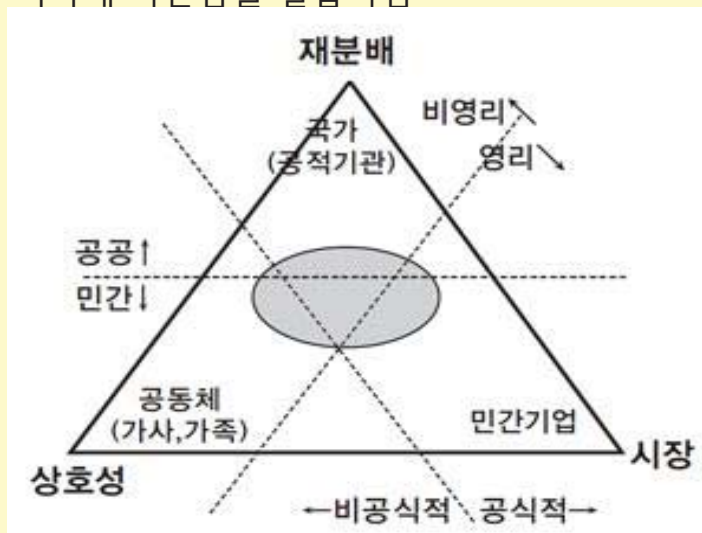 재분배
비영리↖
국가
(공적기관)
영리↘
공공↑
민간↓
공동체
(가사,가족)
민간기업
상호성
시장
←비공식적
공식적→